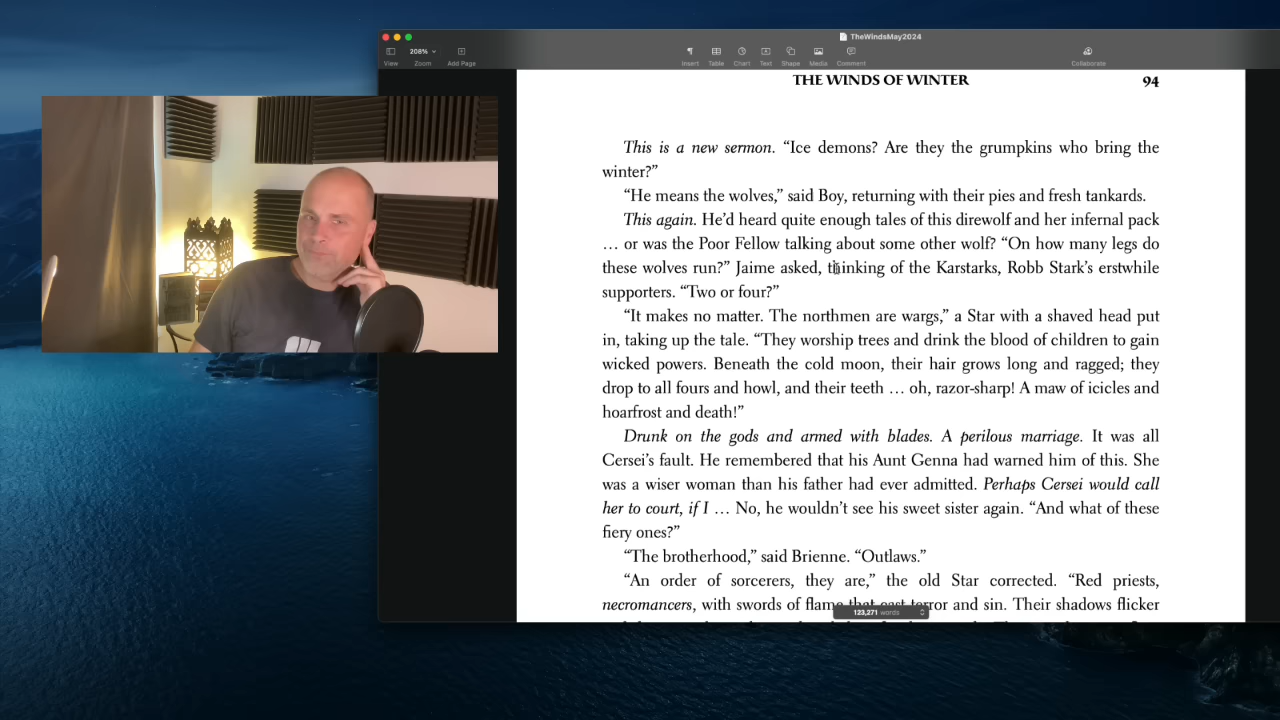 TheWindsMay2024
208%
View Zoom Add Page Insert Table Chart Text Shape Media Comment Collaborate
THE WINDS OF WINTER 94
This is a new sermon. “Ice demons? Are they the grumpkins who bring the
winter?”
“He means the wolves,” said Boy, returning with their pies and fresh tankards.
This again. He’d heard quite enough tales of this direwolf and her infernal pack
… or was the Poor Fellow talking about some other wolf? “On how many legs do
these wolves run?” Jaime asked, thinking of the Karstarks, Robb Stark’s erstwhile
supporters. “Two or four?”
“It makes no matter. The northmen are wargs,” a Star with a shaved head put
in, taking up the tale. “They worship trees and drink the blood of children to gain
wicked powers. Beneath the cold moon, their hair grows long and ragged; they
drop to all fours and howl, and their teeth … oh, razor-sharp! A maw of icicles and
hoarfrost and death!”
Drunk on the gods and armed with blades. A perilous marriage. It was all
Cersei’s fault. He remembered that his Aunt Genna had warned him of this. She
was a wiser woman than his father had ever admitted. Perhaps Cersei would call
her to court, if I … No, he wouldn’t see his sweet sister again. “And what of these
fiery ones?”
“The brotherhood,” said Brienne. “Outlaws.”
“An order of sorcerers, they are,” the old Star corrected. “Red priests,
necromancers, with swords of flame that cast terror and sin. Their shadows flicker
123,271 words